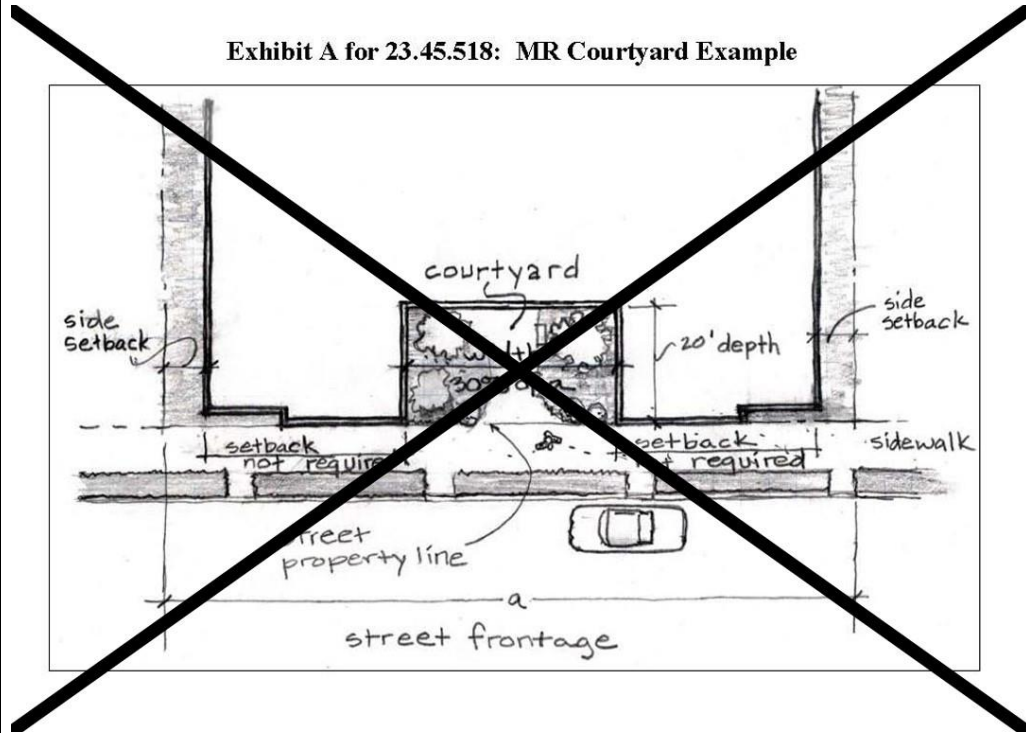 Exhibit A for 23.45.518: MR Courtyard Example
courtyard
side
setback
side
setback
20' depth
30%
a
setback
not required
setback
required
sidewalk
property line
a
street frontage